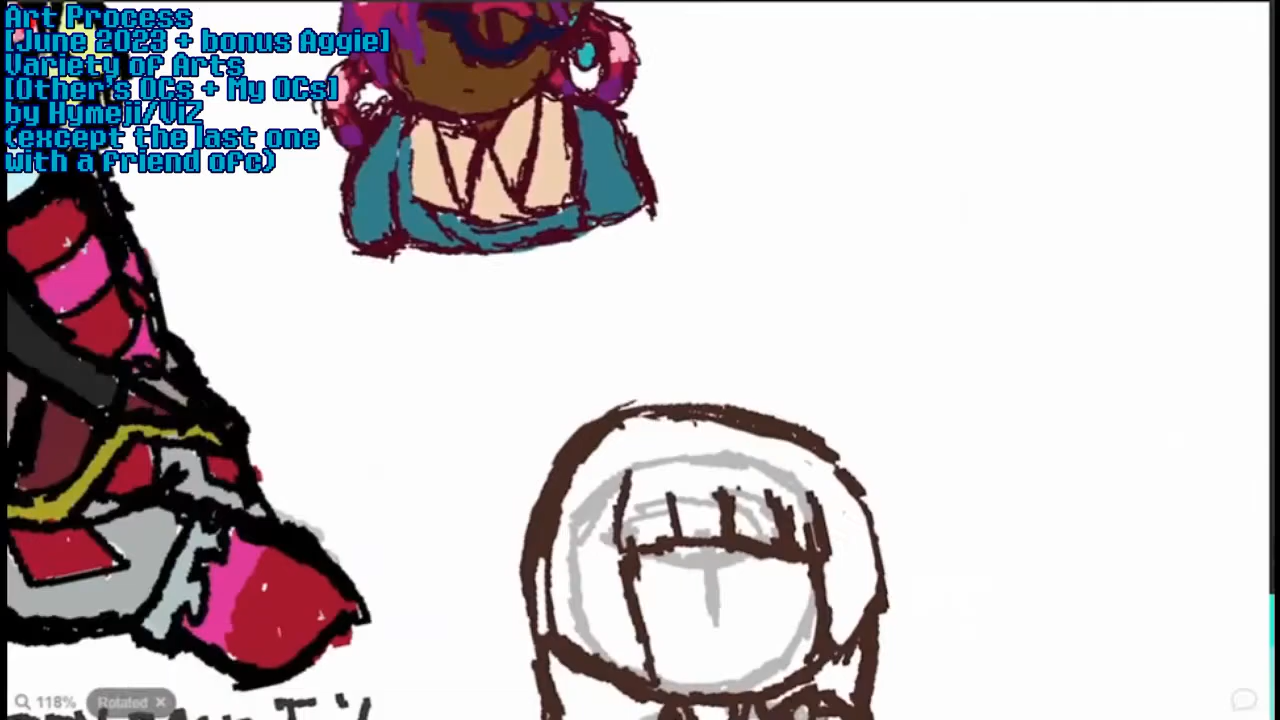 Art Process
[June 2023 + bonus Aggie]
Variety of Arts
[Other's OCs + My OCs]
by Hymeji/ViZ
(except the last one
with a friend ofc)
118%
Rotated ×